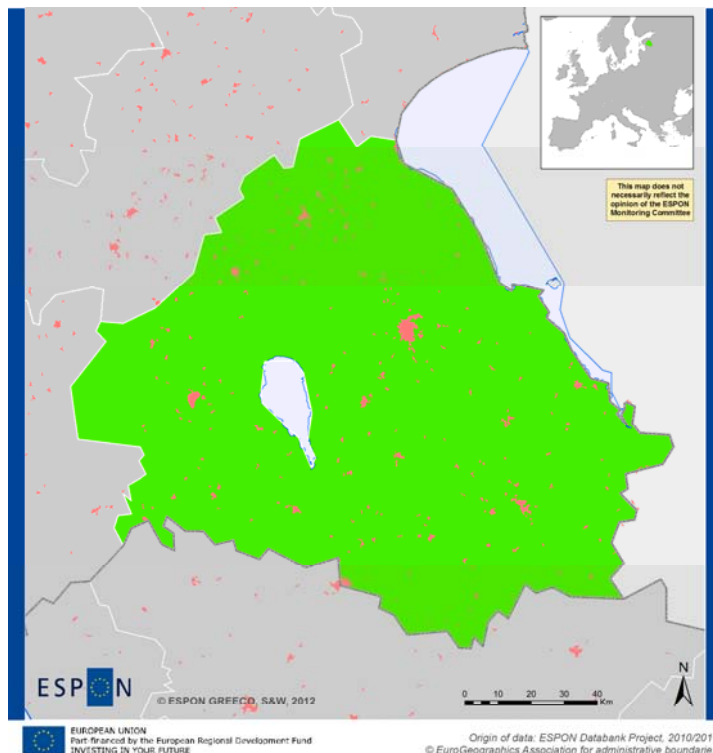 This map does not
necessarily reflect the
opinion of the ESPON
Monitoring Committee
ESPON
© ESPON GREECO, S&W, 2012
N
0 10 20 30 40
Km
EUROPEAN UNION
Part-financed by the European Regional Development Fund
INVESTING IN YOUR FUTURE
Origin of data: ESPON Databank Project, 2010/201
© EuroGeographics Association for administrative boundarie